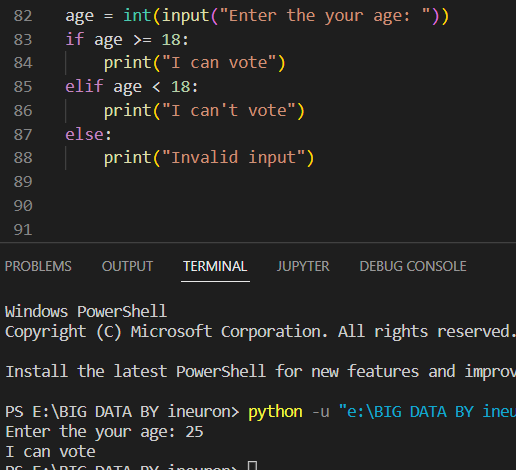 82 age = int(input("Enter the your age: "))
83 if age >= 18:
84 print("I can vote")
85 elif age < 18:
86 print("I can't vote")
87 else:
88 print("Invalid input")
89
90
91
PROBLEMS OUTPUT TERMINAL JUPYTER DEBUG CONSOLE
Windows PowerShell
Copyright (C) Microsoft Corporation. All rights reserved.
Install the latest PowerShell for new features and improv
PS E:\BIG DATA BY ineuron> python -u "e:\BIG DATA BY ineu
Enter the your age: 25
I can vote
PS E:\BIG DATA BY ineuron>